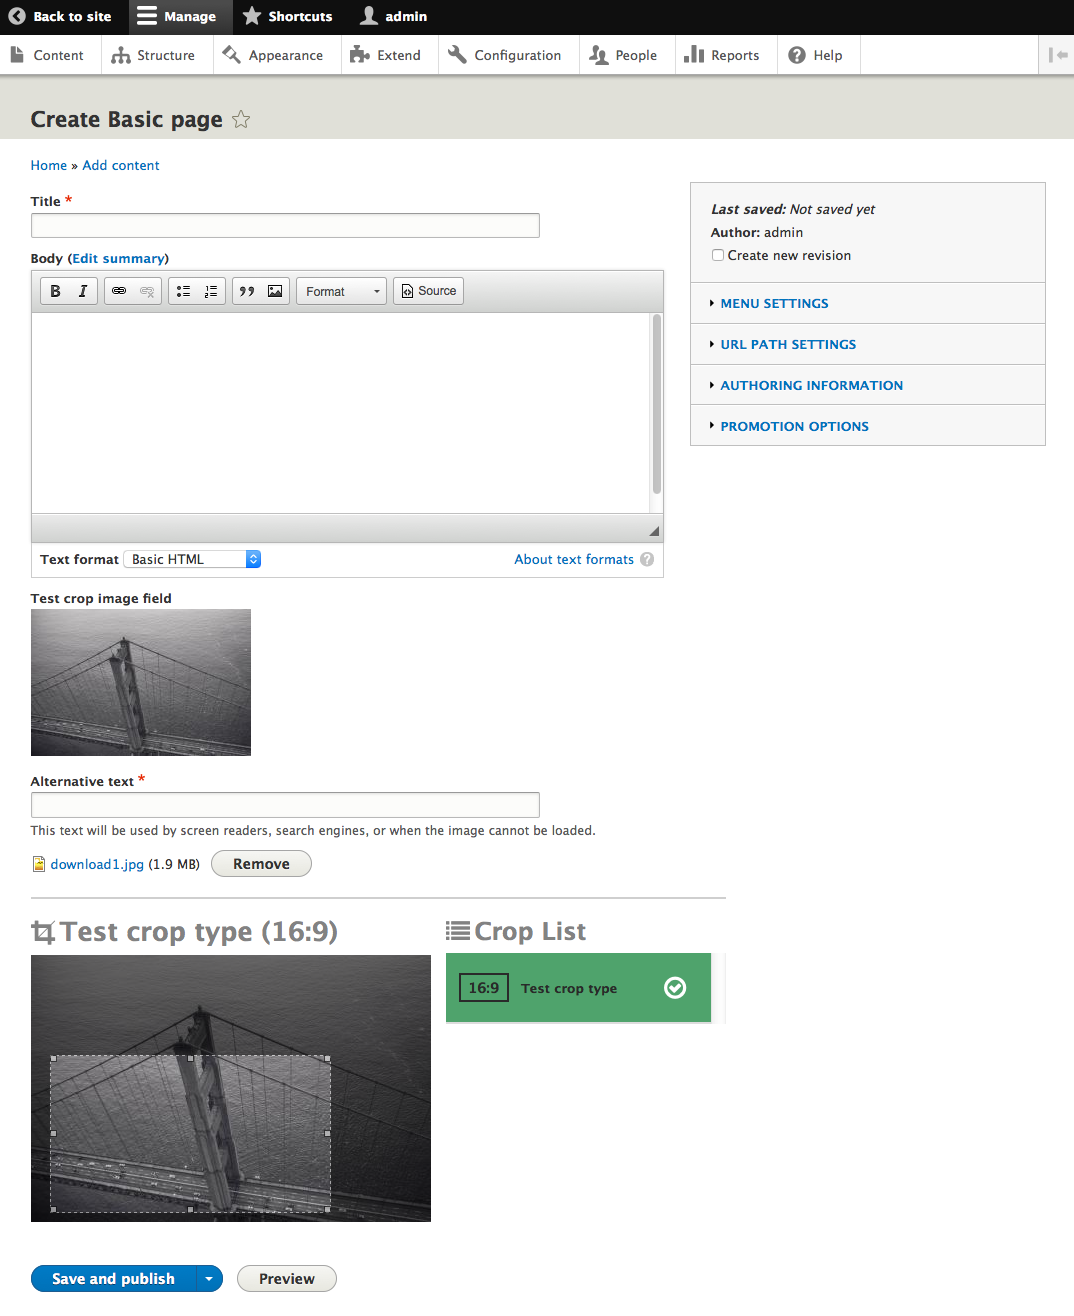 Back to site Manage Shortcuts admin
Content Structure Appearance Extend Configuration People Reports Help
Create Basic page
Home » Add content
Title *
Body (Edit summary)
B I Format Source
Text format Basic HTML About text formats ?
Test crop image field
Alternative text *
This text will be used by screen readers, search engines, or when the image cannot be loaded.
download1.jpg (1.9 MB) Remove
Test crop type (16:9)
Crop List
16:9 Test crop type
Save and publish Preview
Last saved: Not saved yet
Author: admin
Create new revision
MENU SETTINGS
URL PATH SETTINGS
AUTHORING INFORMATION
PROMOTION OPTIONS